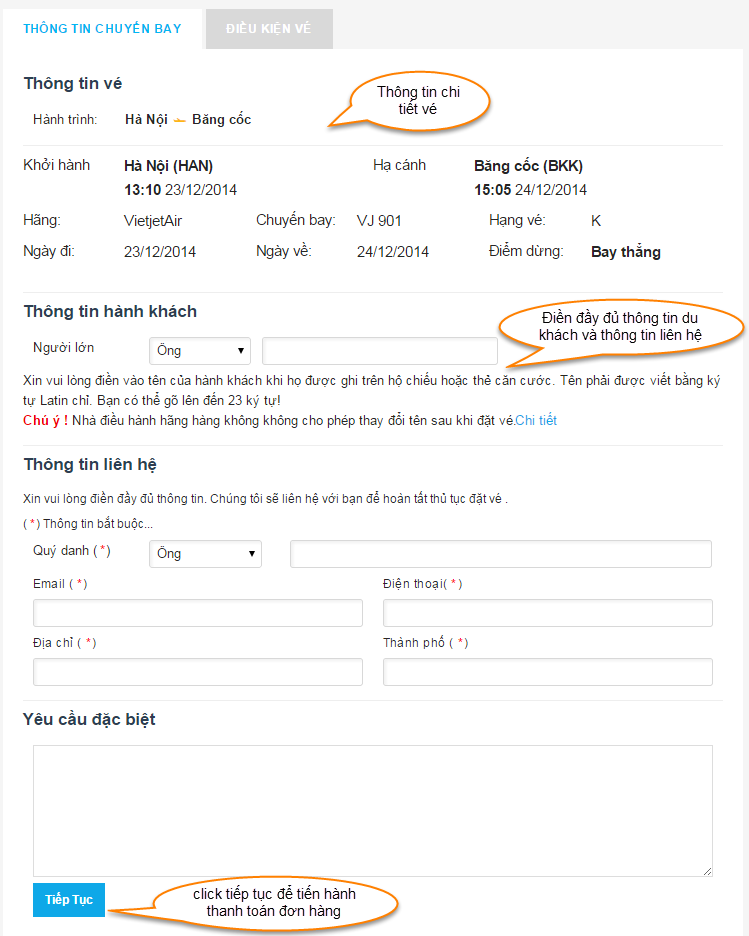 THÔNG TIN CHUYẾN BAY ĐIỀU KIỆN VÉ
Thông tin vé
Thông tin chi
tiết vé
Hành trình: Hà Nội Băng cốc
Khởi hành Hà Nội (HAN) Hạ cánh Băng cốc (BKK)
13:10 23/12/2014 15:05 24/12/2014
Hãng: VietjetAir Chuyến bay: VJ 901 Hạng vé: K
Ngày đi: 23/12/2014 Ngày về: 24/12/2014 Điểm dừng: Bay thẳng
Thông tin hành khách
Điền đầy đủ thông tin du
khách và thông tin liên hệ
Người lớn Ông
Xin vui lòng điền vào tên của hành khách khi họ được ghi trên hộ chiếu hoặc thẻ căn cước. Tên phải được viết bằng ký
tự Latin chỉ. Bạn có thể gõ lên đến 23 ký tự!
Chú ý ! Nhà điều hành hãng hàng không không cho phép thay đổi tên sau khi đặt vé.Chi tiết
Thông tin liên hệ
Xin vui lòng điền đầy đủ thông tin. Chúng tôi sẽ liên hệ với bạn để hoàn tất thủ tục đặt vé .
( *) Thông tin bắt buộc...
Quý danh ( *) Ông
Email ( *) Điện thoại( *)
Địa chỉ ( *) Thành phố ( *)
Yêu cầu đặc biệt
Tiếp Tục
click tiếp tục để tiến hành
thanh toán đơn hàng